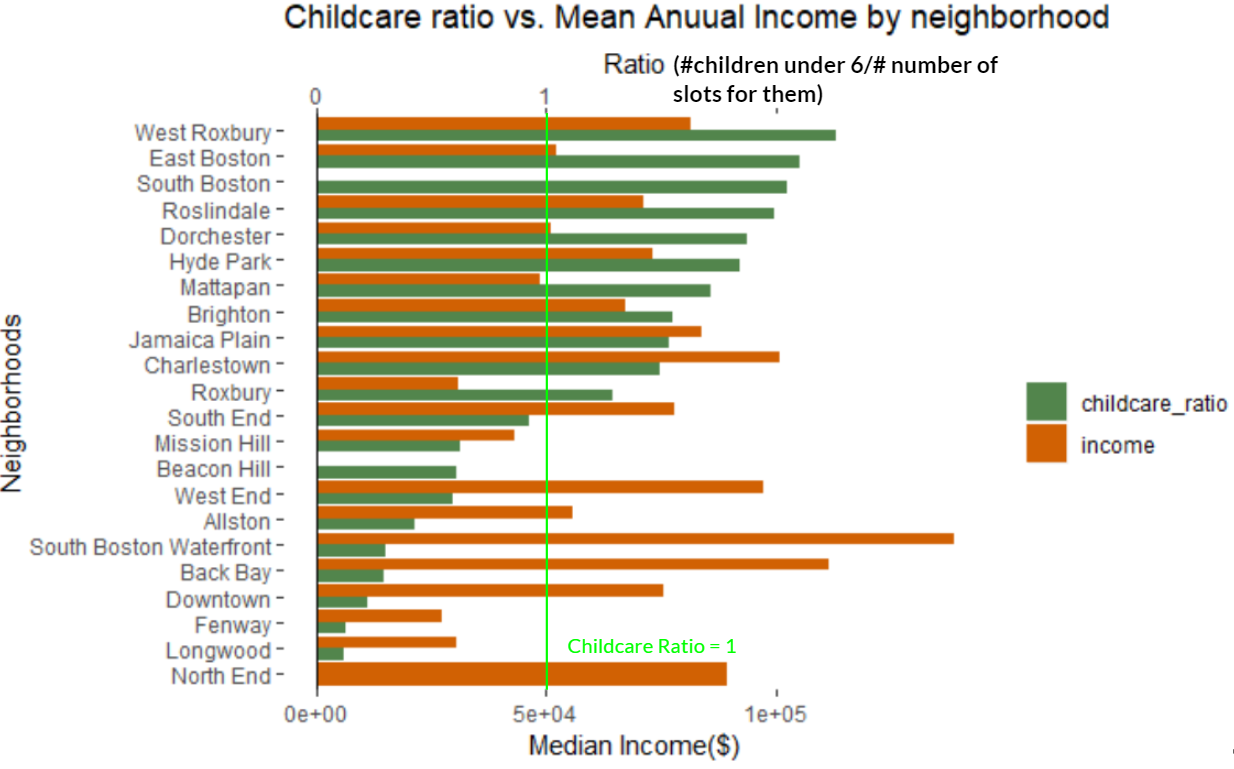 Childcare ratio vs. Mean Anuual Income by neighborhood
Ratio (#children under 6/# number of
slots for them)
0 1
West Roxbury
East Boston
South Boston
Roslindale
Dorchester
Hyde Park
Mattapan
Brighton
Jamaica Plain
Charlestown
Roxbury
South End
Mission Hill
Beacon Hill
West End
Allston
South Boston Waterfront
Back Bay
Downtown
Fenway
Longwood
North End
Neighborhoods
childcare_ratio
income
Childcare Ratio = 1
0e+00 5e+04 1e+05
Median Income($)